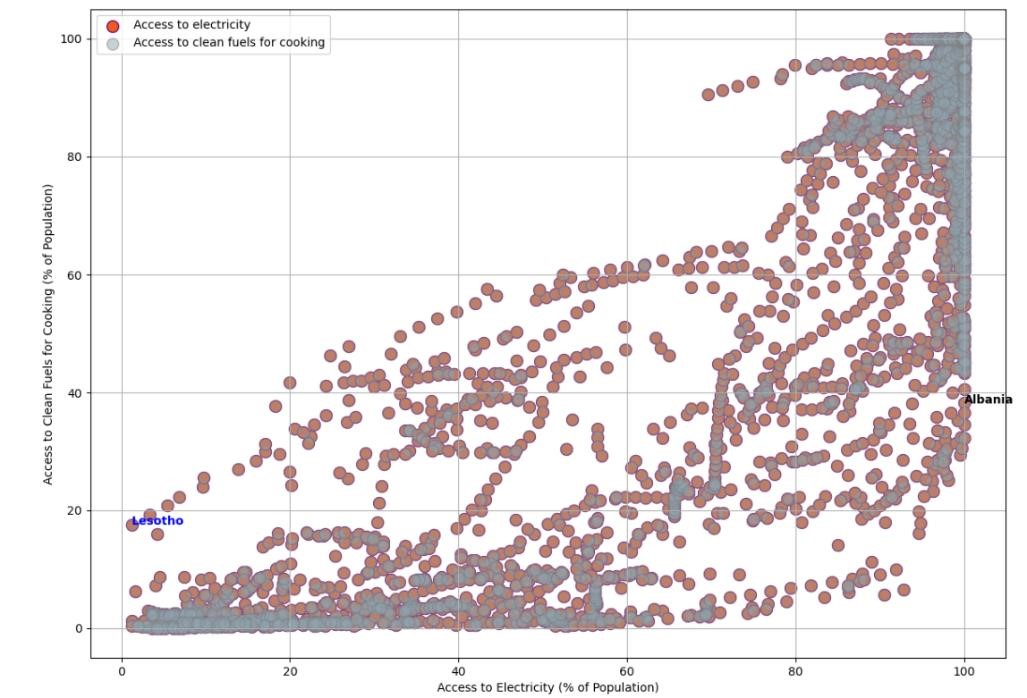 Access to electricity
Access to clean fuels for cooking
100
80
60
40
20
0
Access to Clean Fuels for Cooking (% of Population)
Albania
Lesotho
0 20 40 60 80 100
Access to Electricity (% of Population)